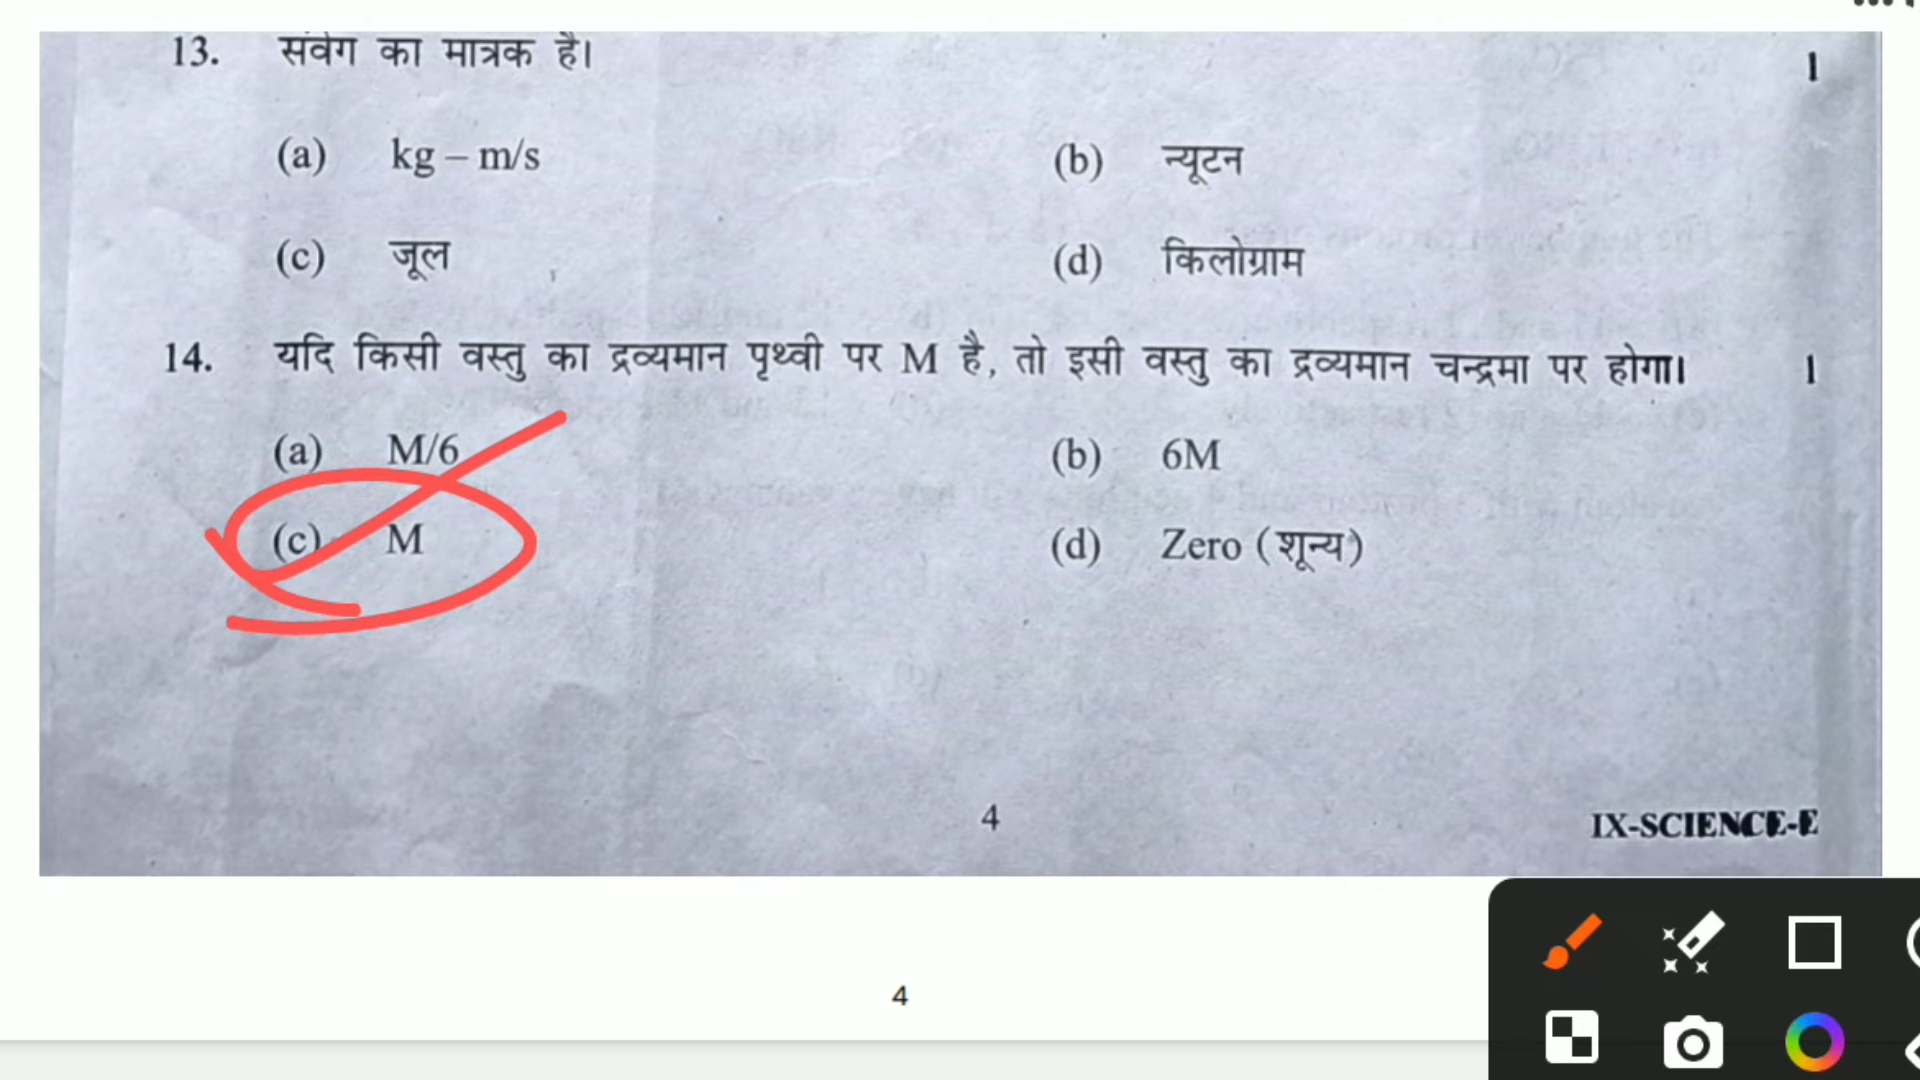 13. संवेग का मात्रक है। 1
(a) kg – m/s (b) न्यूटन
(c) जूल (d) किलोग्राम
14. यदि किसी वस्तु का द्रव्यमान पृथ्वी पर M है, तो इसी वस्तु का द्रव्यमान चन्द्रमा पर होगा। 1
(a) M/6 (b) 6M
(c) M (d) Zero (शून्य)
4 IX-SCIENCE-E
4